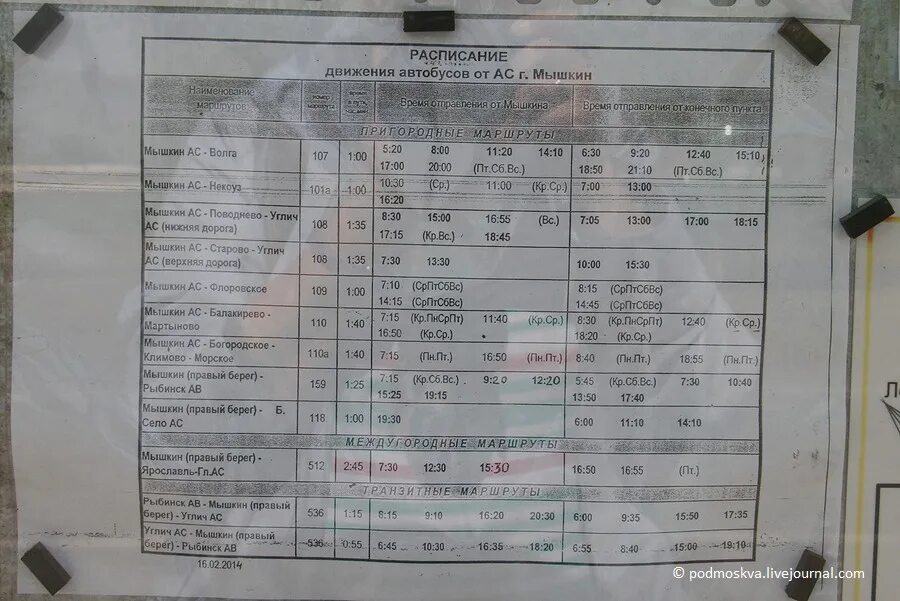 РАСПИСАНИЕ
движения автобусов от АС г. Мышкин
Наименование маршрутов номер маршрута время в пути, Время отправления от Мышкина Время отправления от конечного пункта
ПРИГОРОДНЫЕ МАРШРУТЫ
Мышкин АС - Волга 107 1:00 5:20 8:00 11:20 14:10 6:30 9:20 12:40 15:10
17:00 20:00 (Пт.Сб.Вс.) 18:50 21:10 (Пт.Сб.Вс.)
Мышкин АС - Некоуз 101а 1:00 10:30 (Ср.) 11:00 (Кр.Ср.) 7:00 13:00
16:20
Мышкин АС - Поводнево - Углич 108 1:35 8:30 15:00 16:55 (Вс.) 7:05 13:00 17:00 18:15
АС (нижняя дорога) 17:15 (Кр.Вс.) 18:45
Мышкин АС - Старово - Углич 108 1:35 7:30 13:30 10:00 15:30
АС (верхняя дорога)
Мышкин АС - Флоровское 109 1:00 7:10 (СрПтСбВс) 8:15 (СрПтСбВс)
14:15 (СрПтСбВс) 14:45 (СрПтСбВс)
Мышкин АС - Балакирево - 110 1:40 7:15 (Кр.ПнСрПт) 11:40 (Кр.Ср.) 8:30 (Кр.ПнСрПт) 12:40 (Кр.Ср.)
Мартыново 16:50 (Кр.Ср.) 18:20 (Кр.Ср.)
Мышкин АС - Богородское - 110а 1:40 7:15 (Пн.Пт.) 16:50 (Пн.Пт.) 8:40 (Пн.Пт.) 18:55 (Пн.Пт.)
Климово - Морское
Мышкин (правый берег) - 159 1:25 7:15 (Кр.Сб.Вс.) 9:20 12:20 5:45 (Кр.Сб.Вс.) 7:30 10:40
Рыбинск АВ 15:25 19:15 13:50 17:40
Мышкин (правый берег) - Б. 118 1:00 19:30 6:00 11:10 14:10
Село АС
МЕЖДУГОРОДНЫЕ МАРШРУТЫ
Мышкин (правый берег) - 512 2:45 7:30 12:30 15:30 16:50 16:55 (Пт.)
Ярославль-Гл.АС
ТРАНЗИТНЫЕ МАРШРУТЫ
Рыбинск АВ - Мышкин (правый 536 1:15 8:15 9:10 16:20 20:30 6:00 9:35 15:50 17:35
берег) - Углич АС
Углич АС - Мышкин (правый 536 0:55 6:45 10:30 16:35 18:20 6:55 8:40 15:00 19:10
берег) - Рыбинск АВ
16.02.2014
© podmoskva.livejournal.com